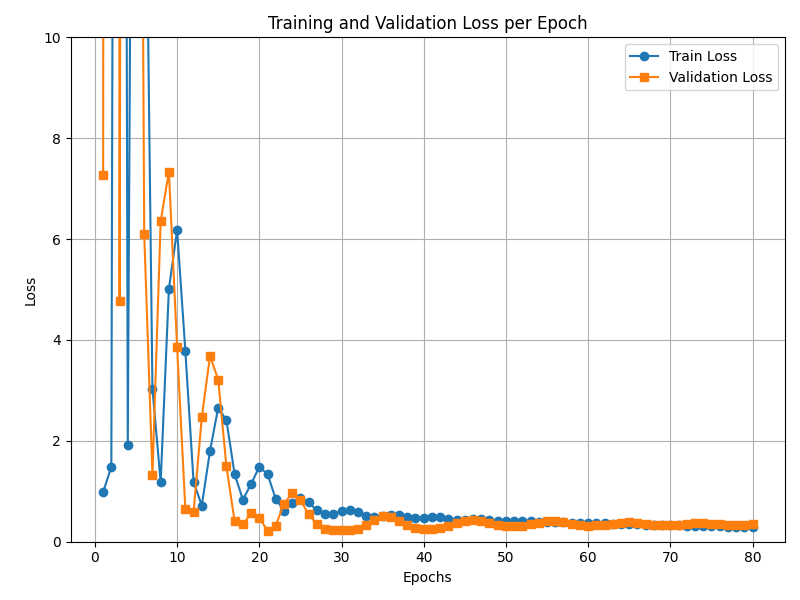 Training and Validation Loss per Epoch
Train Loss
Validation Loss
10
8
6
4
2
0
Loss
0 10 20 30 40 50 60 70 80
Epochs